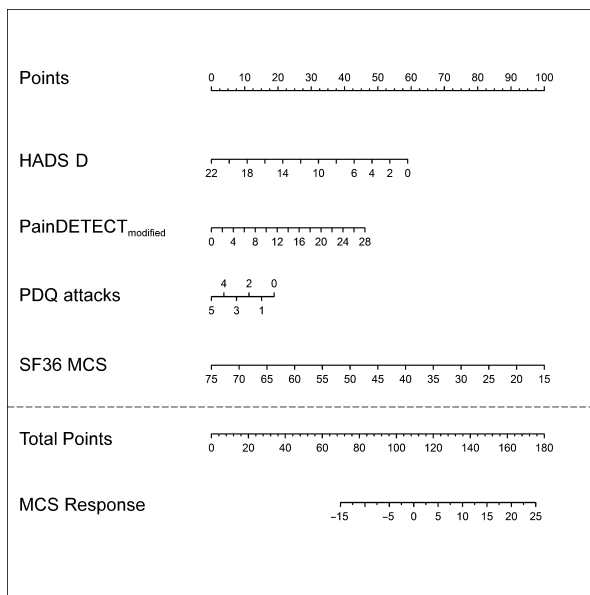 Points 0 10 20 30 40 50 60 70 80 90 100
HADS D 22 18 14 10 6 4 2 0
PainDETECTmodified 0 4 8 12 16 20 24 28
4 2 0
PDQ attacks
5 3 1
SF36 MCS 75 70 65 60 55 50 45 40 35 30 25 20 15
Total Points 0 20 40 60 80 100 120 140 160 180
MCS Response −15 −5 0 5 10 15 20 25